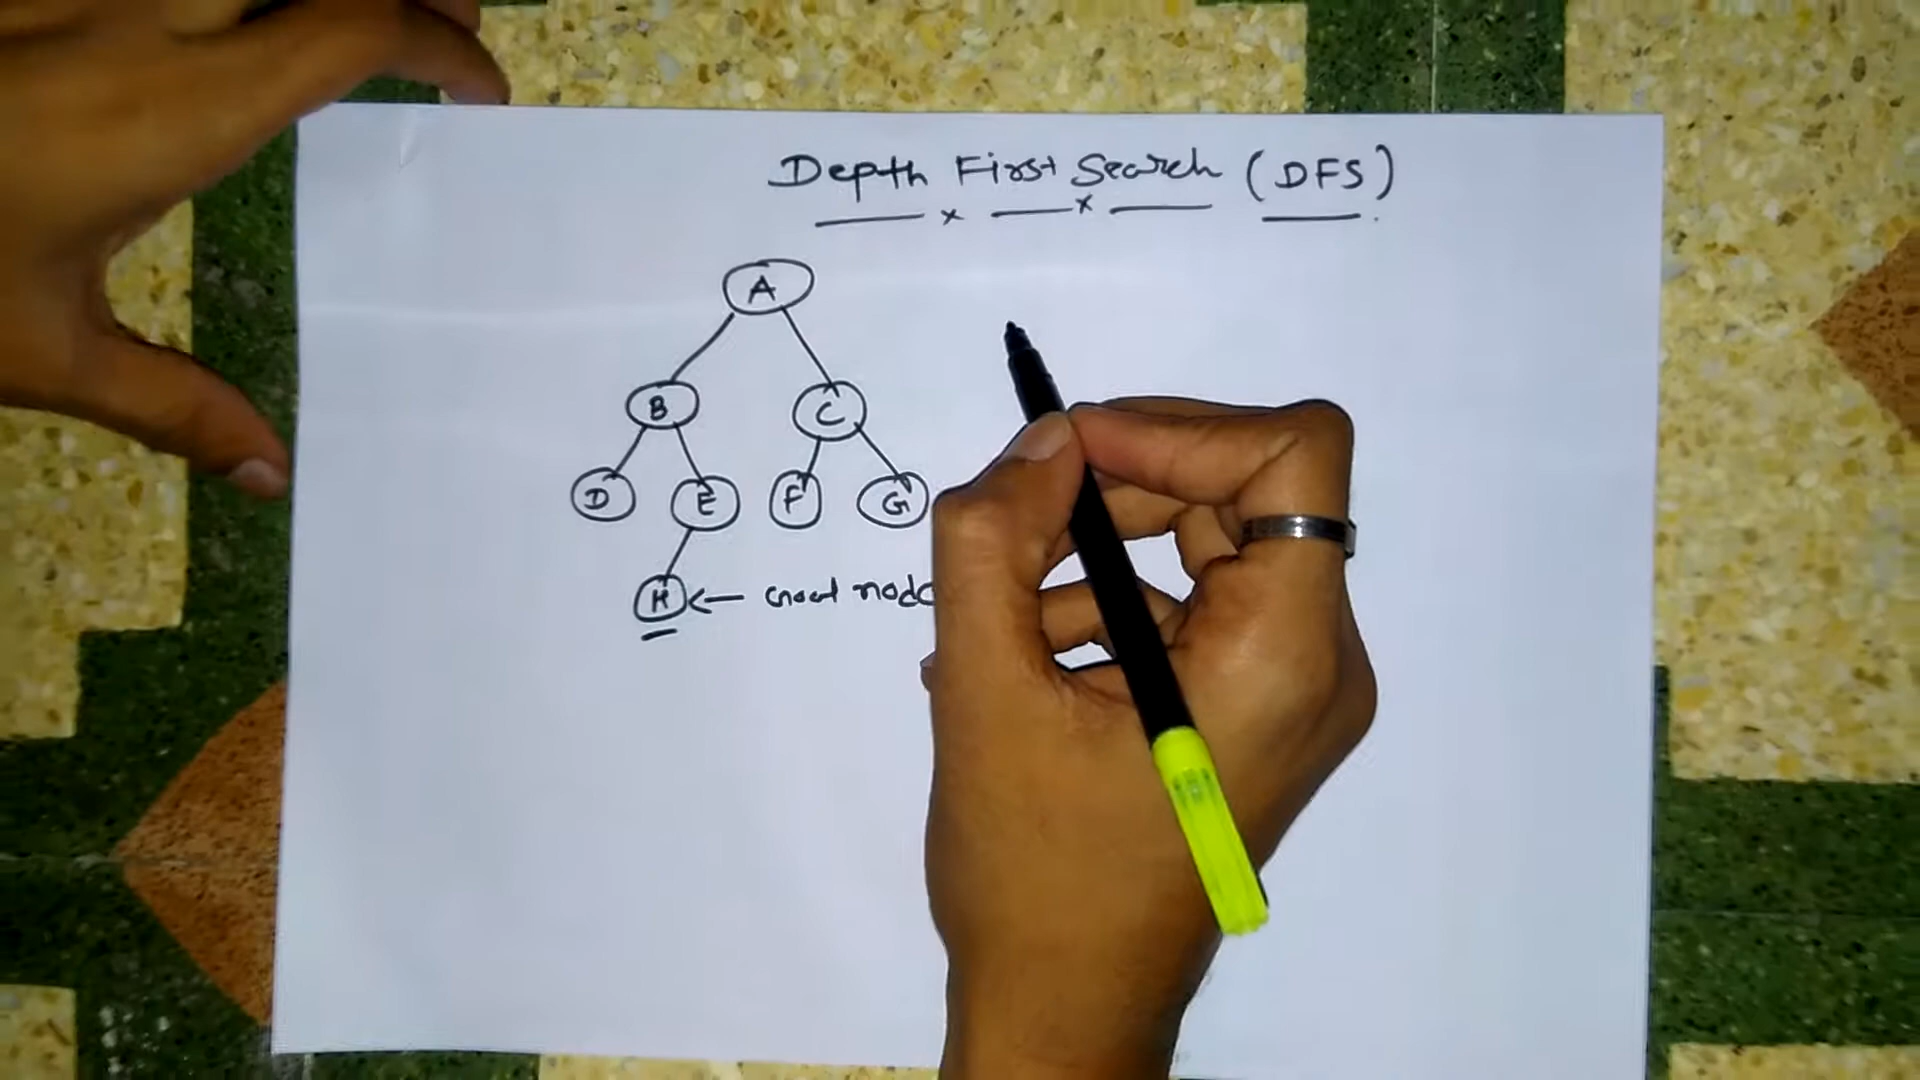 Depth First Search (DFS)
A
B C
D E F G
H ← Goal node